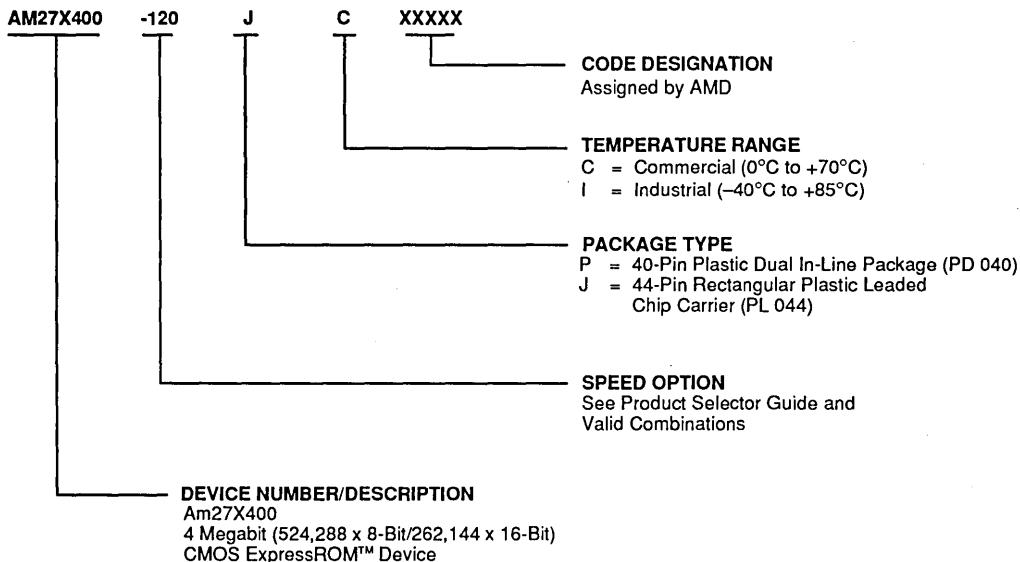 AM27X400 -120 J C XXXXX
CODE DESIGNATION
Assigned by AMD
TEMPERATURE RANGE
C = Commercial (0°C to +70°C)
I = Industrial (–40°C to +85°C)
PACKAGE TYPE
P = 40-Pin Plastic Dual In-Line Package (PD 040)
J = 44-Pin Rectangular Plastic Leaded
Chip Carrier (PL 044)
SPEED OPTION
See Product Selector Guide and
Valid Combinations
DEVICE NUMBER/DESCRIPTION
Am27X400
4 Megabit (524,288 x 8-Bit/262,144 x 16-Bit)
CMOS ExpressROM™ Device